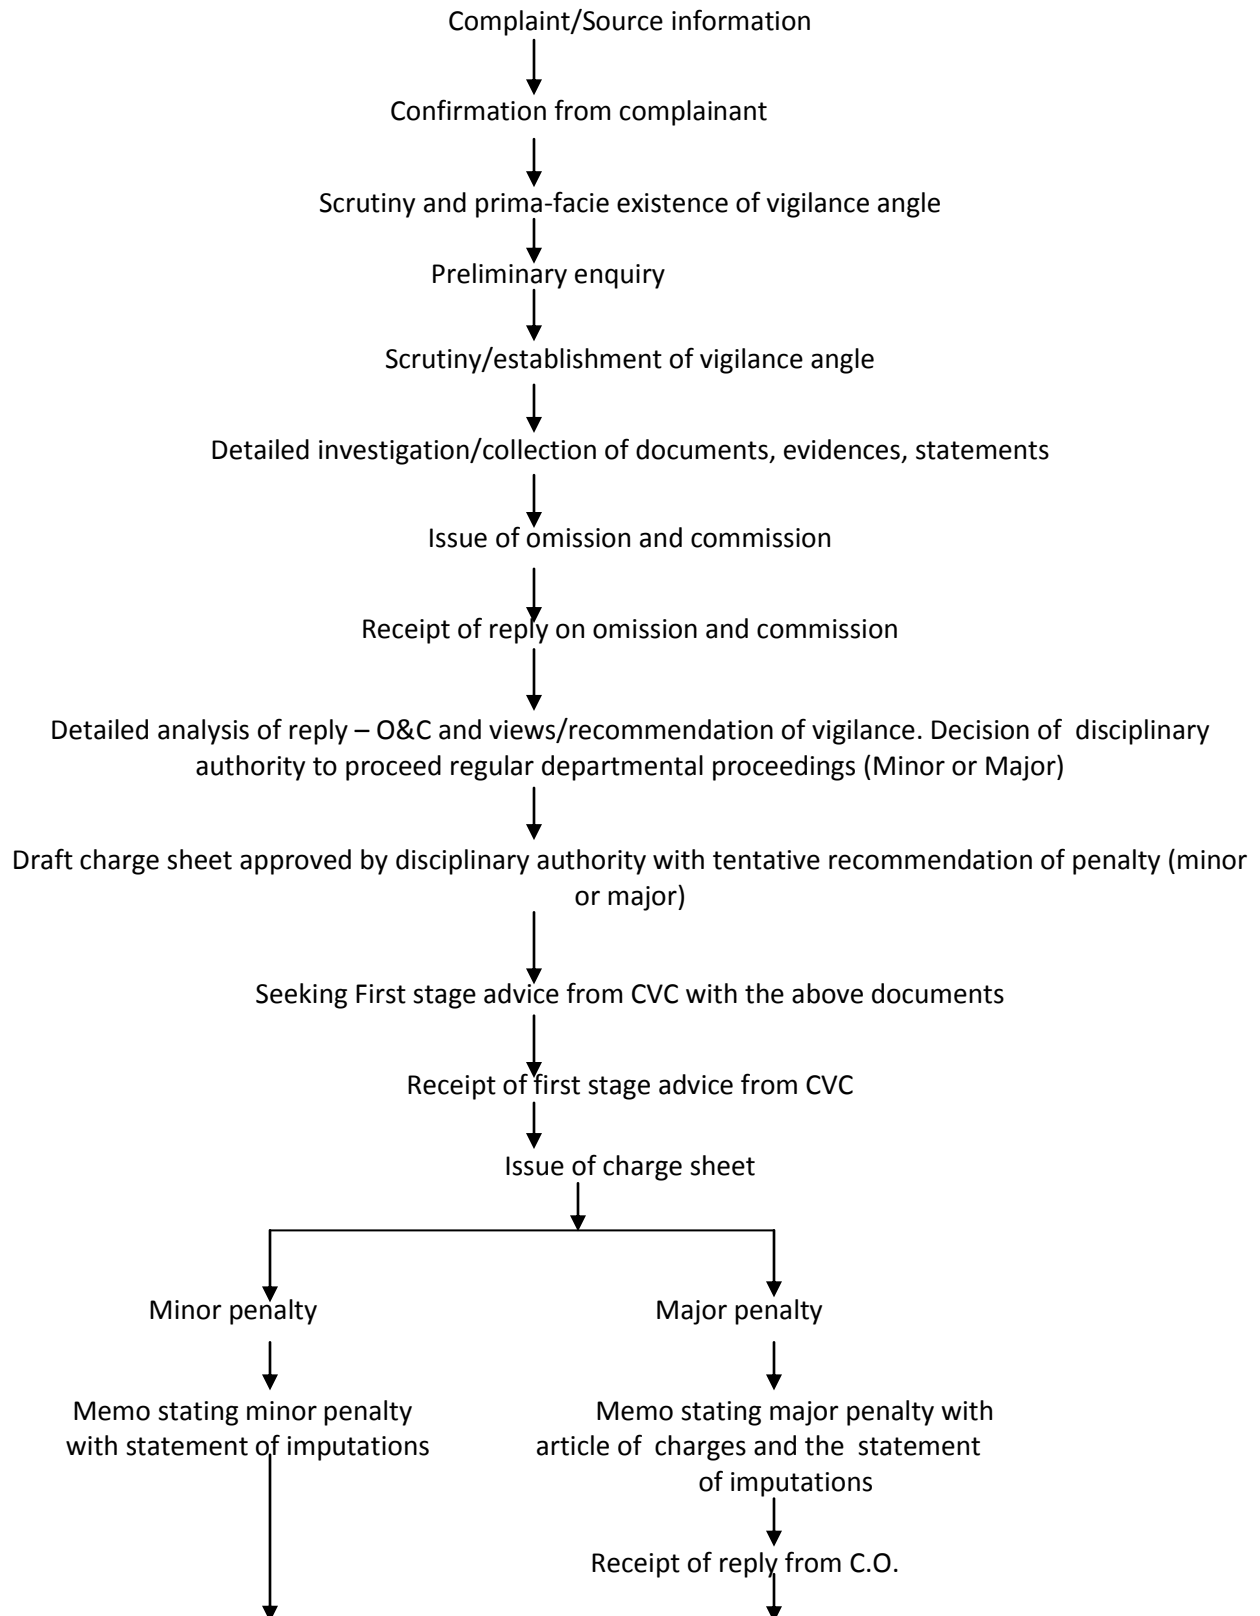 Complaint/Source information
Confirmation from complainant
Scrutiny and prima-facie existence of vigilance angle
Preliminary enquiry
Scrutiny/establishment of vigilance angle
Detailed investigation/collection of documents, evidences, statements
Issue of omission and commission
Receipt of reply on omission and commission
Detailed analysis of reply – O&C and views/recommendation of vigilance. Decision of disciplinary
authority to proceed regular departmental proceedings (Minor or Major)
Draft charge sheet approved by disciplinary authority with tentative recommendation of penalty (minor
or major)
Seeking First stage advice from CVC with the above documents
Receipt of first stage advice from CVC
Issue of charge sheet
Minor penalty
Memo stating minor penalty
with statement of imputations
Major penalty
Memo stating major penalty with
article of charges and the statement
of imputations
Receipt of reply from C.O.